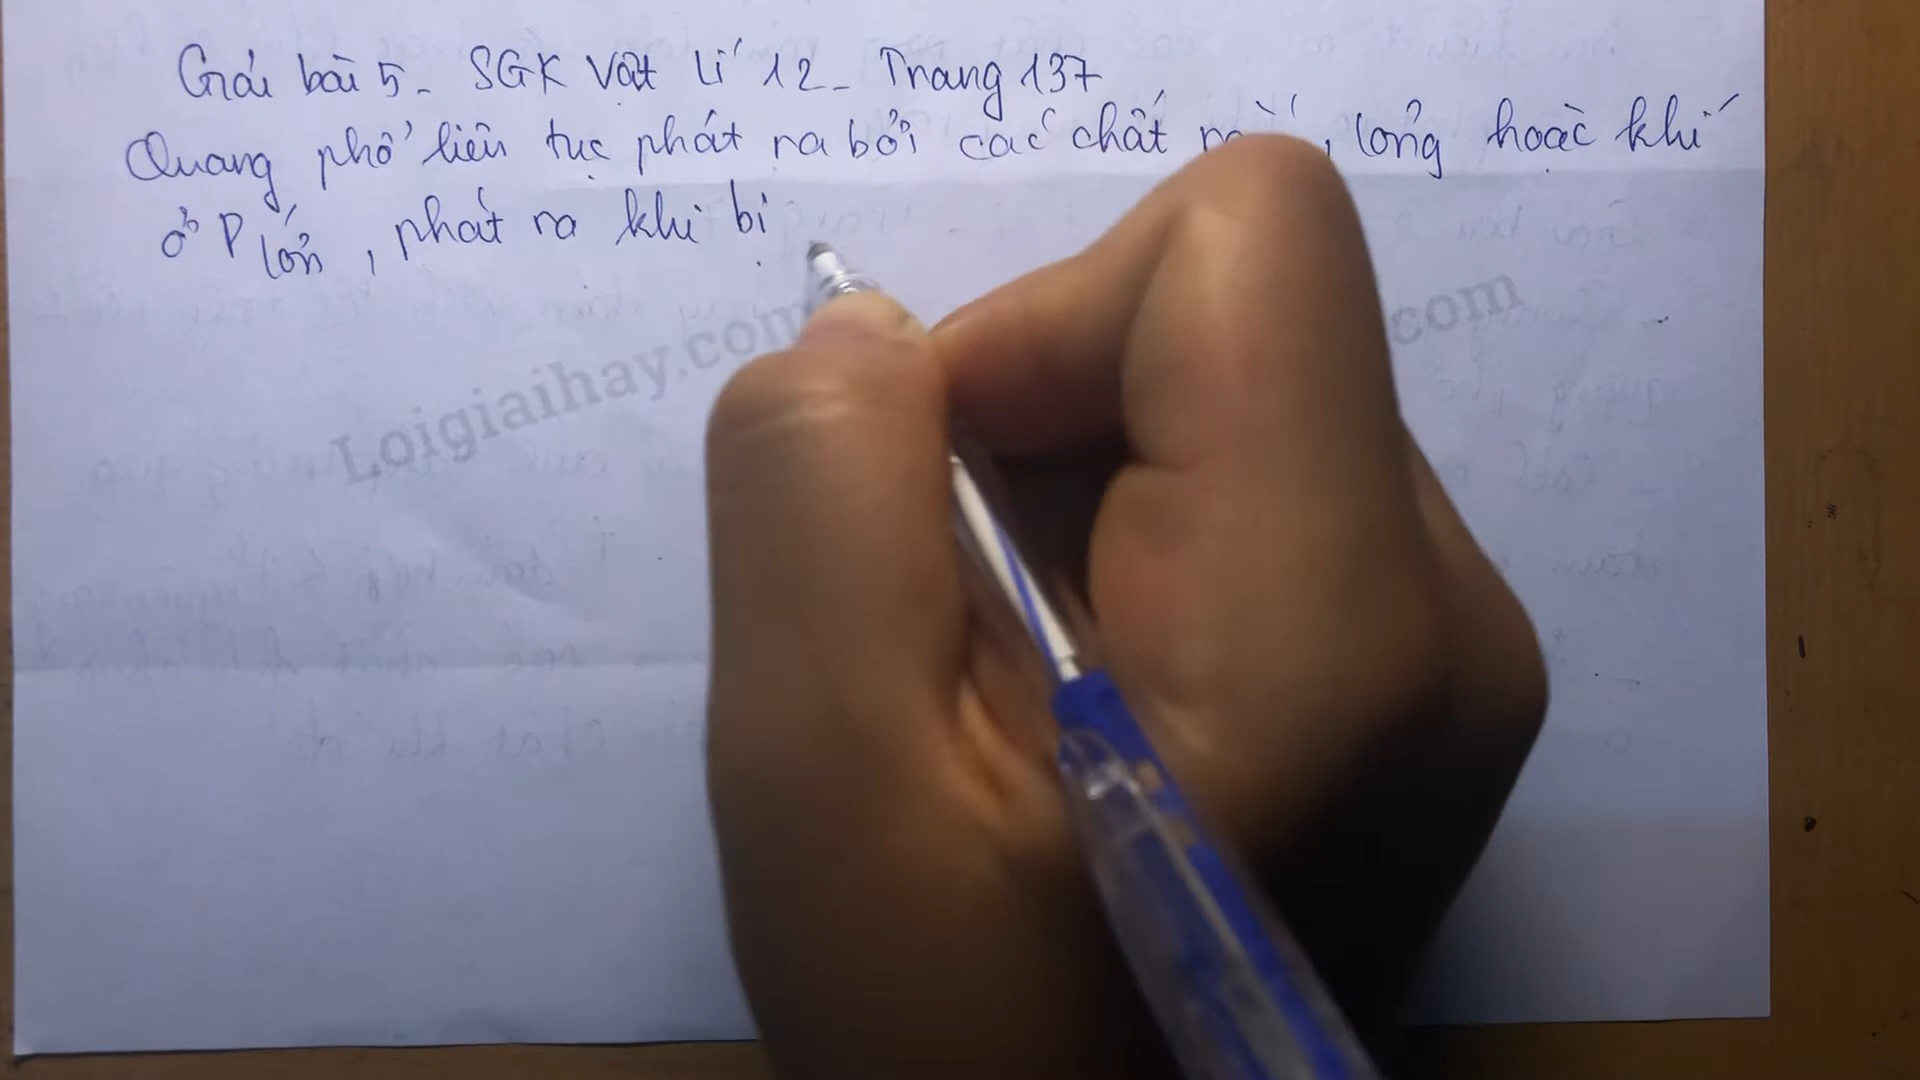 Giải bài 5 - SGK Vật Lí 12 - Trang 137
Quang phổ liên tục phát ra bởi các chất , lỏng hoặc khí
ở P lớn , phát ra khi bị
Loigiaihay.com
.com